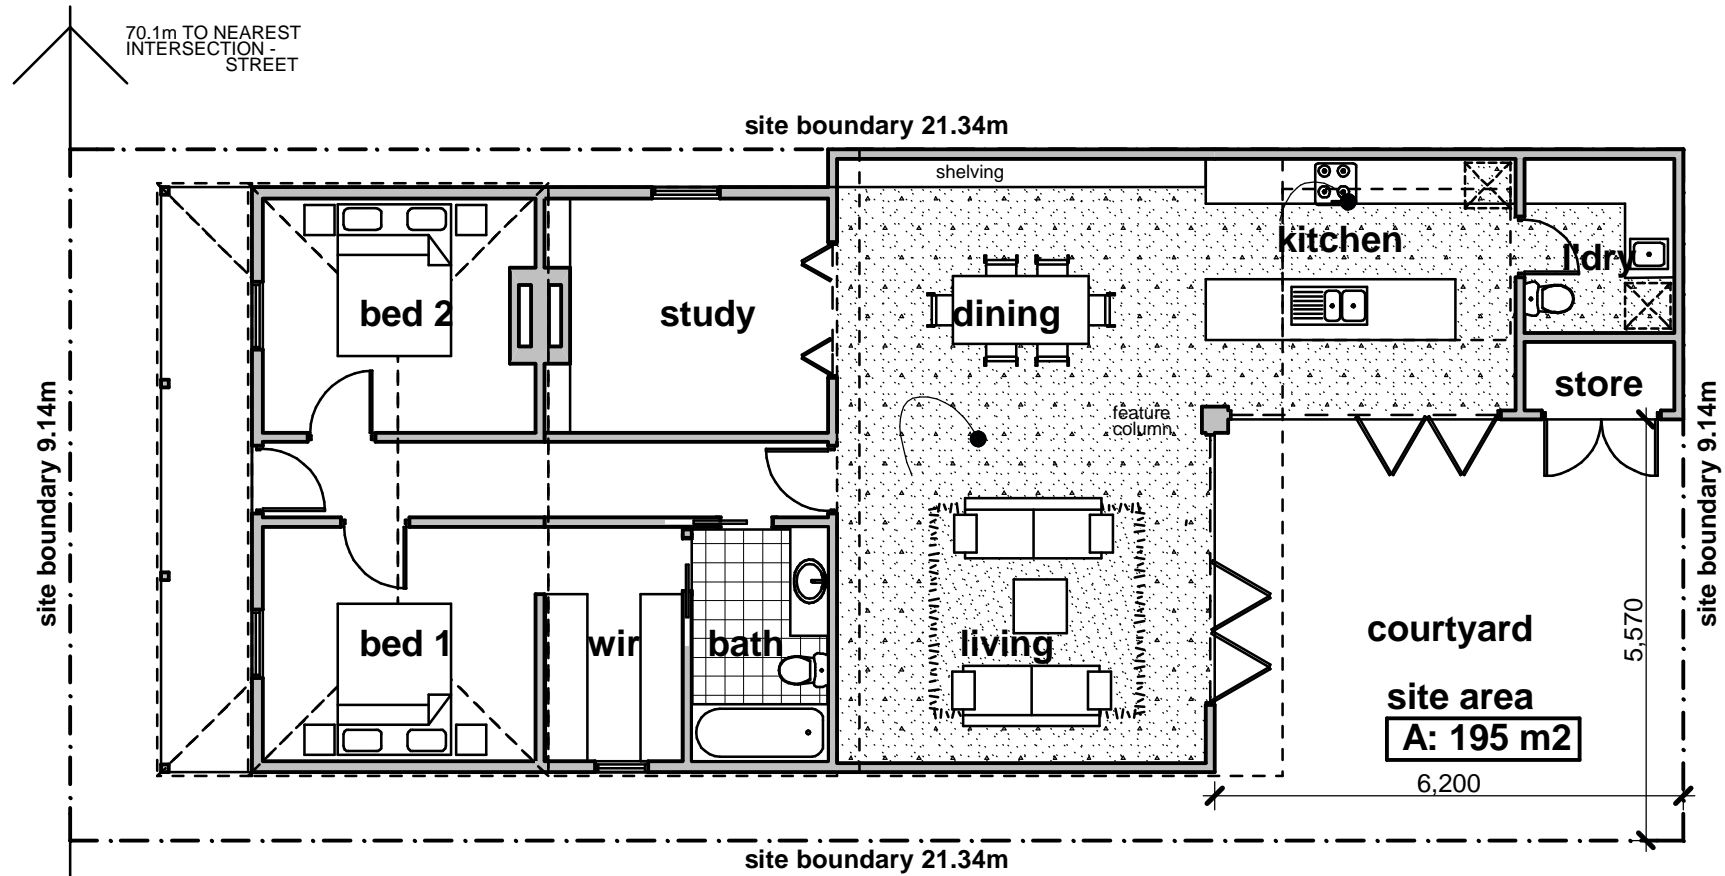 70.1m TO NEAREST
INTERSECTION -
STREET
site boundary 21.34m
shelving
kitchen
l'dry
bed 2
study
dining
store
feature
column
site boundary 9.14m
site boundary 9.14m
bed 1
wir
bath
living
courtyard
5,570
site area
A: 195 m2
6,200
site boundary 21.34m